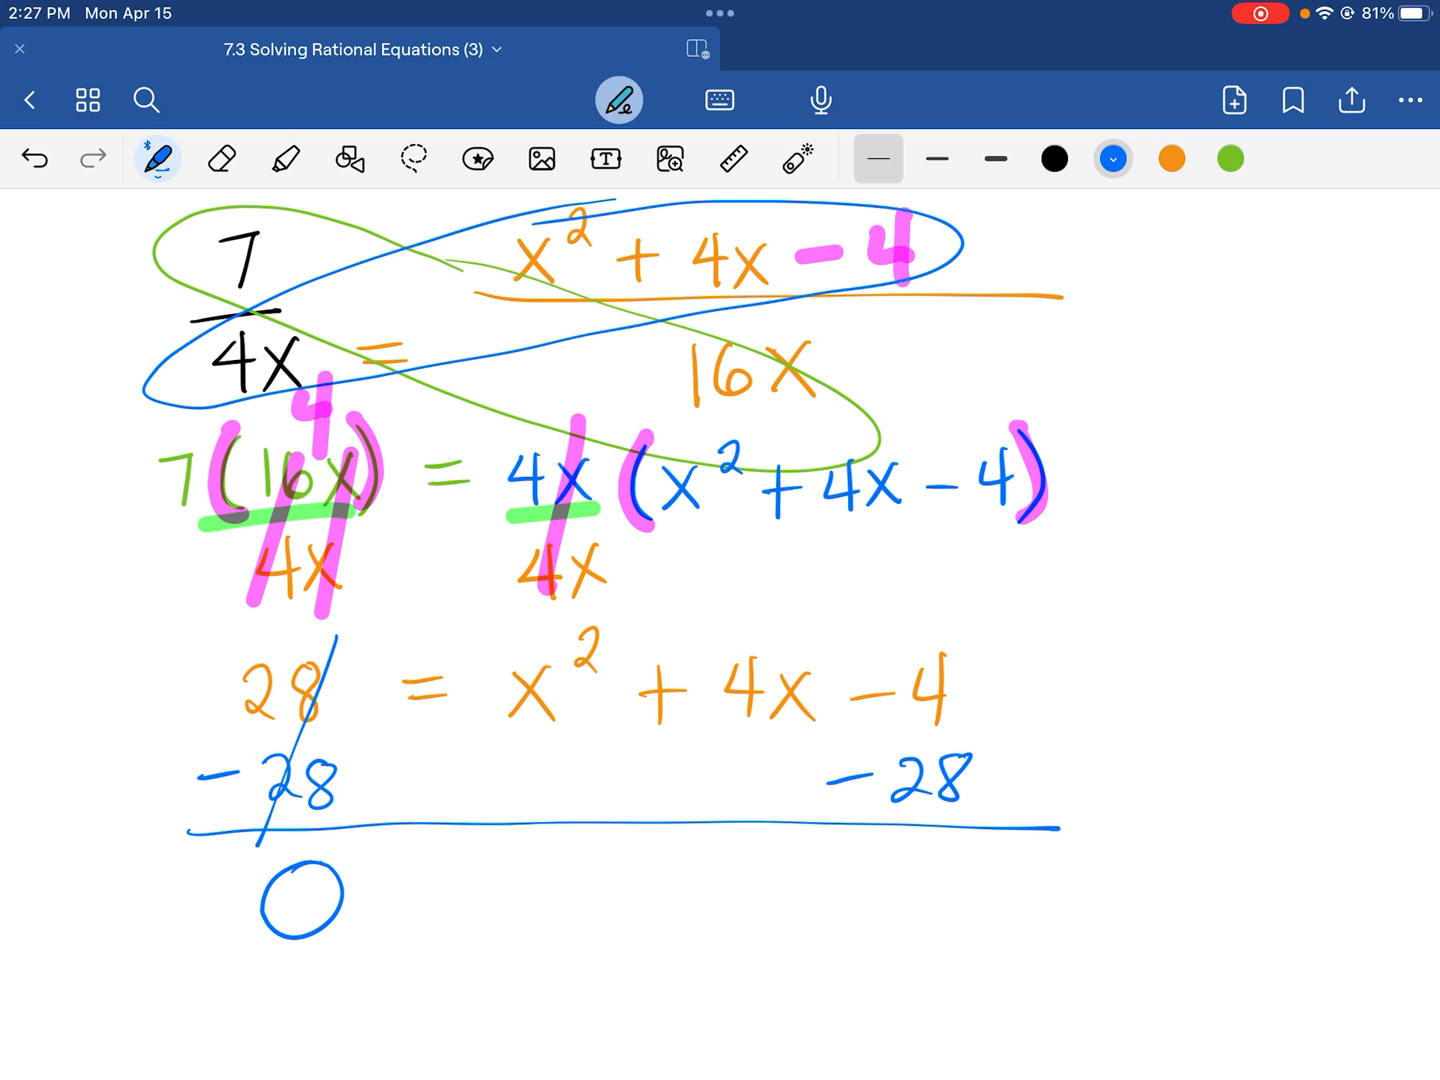 2:27 PM Mon Apr 15 81%
7.3 Solving Rational Equations (3)
7 x² + 4x - 4
4x = 16x
4
7(16x) = 4x (x² + 4x - 4)
4x 4x
28 = x² + 4x - 4
- 28 - 28
0